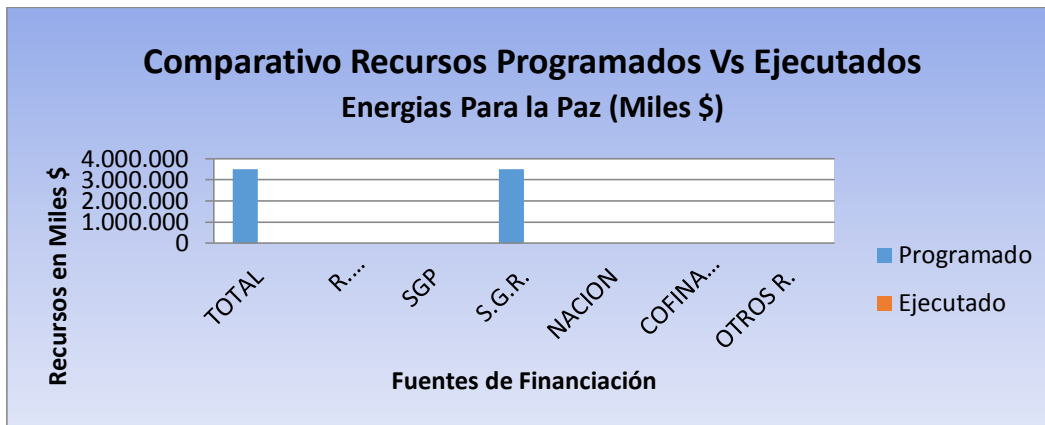 Comparativo Recursos Programados Vs Ejecutados
Energias Para la Paz (Miles $)
Recursos en Miles $
4.000.000
3.000.000
2.000.000
1.000.000
0
TOTAL
R....
SGP
S.G.R.
NACION
COFINA...
OTROS R.
Programado
Ejecutado
Fuentes de Financiación